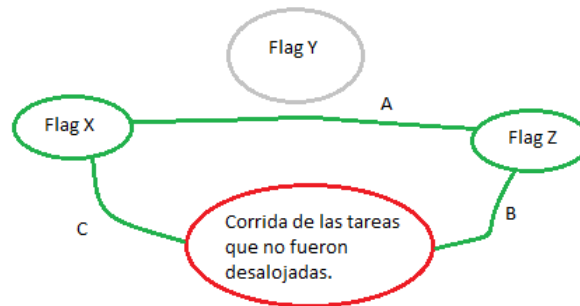 Flag Y
A
Flag X
Flag Z
C
B
Corrida de las tareas
que no fueron
desalojadas.